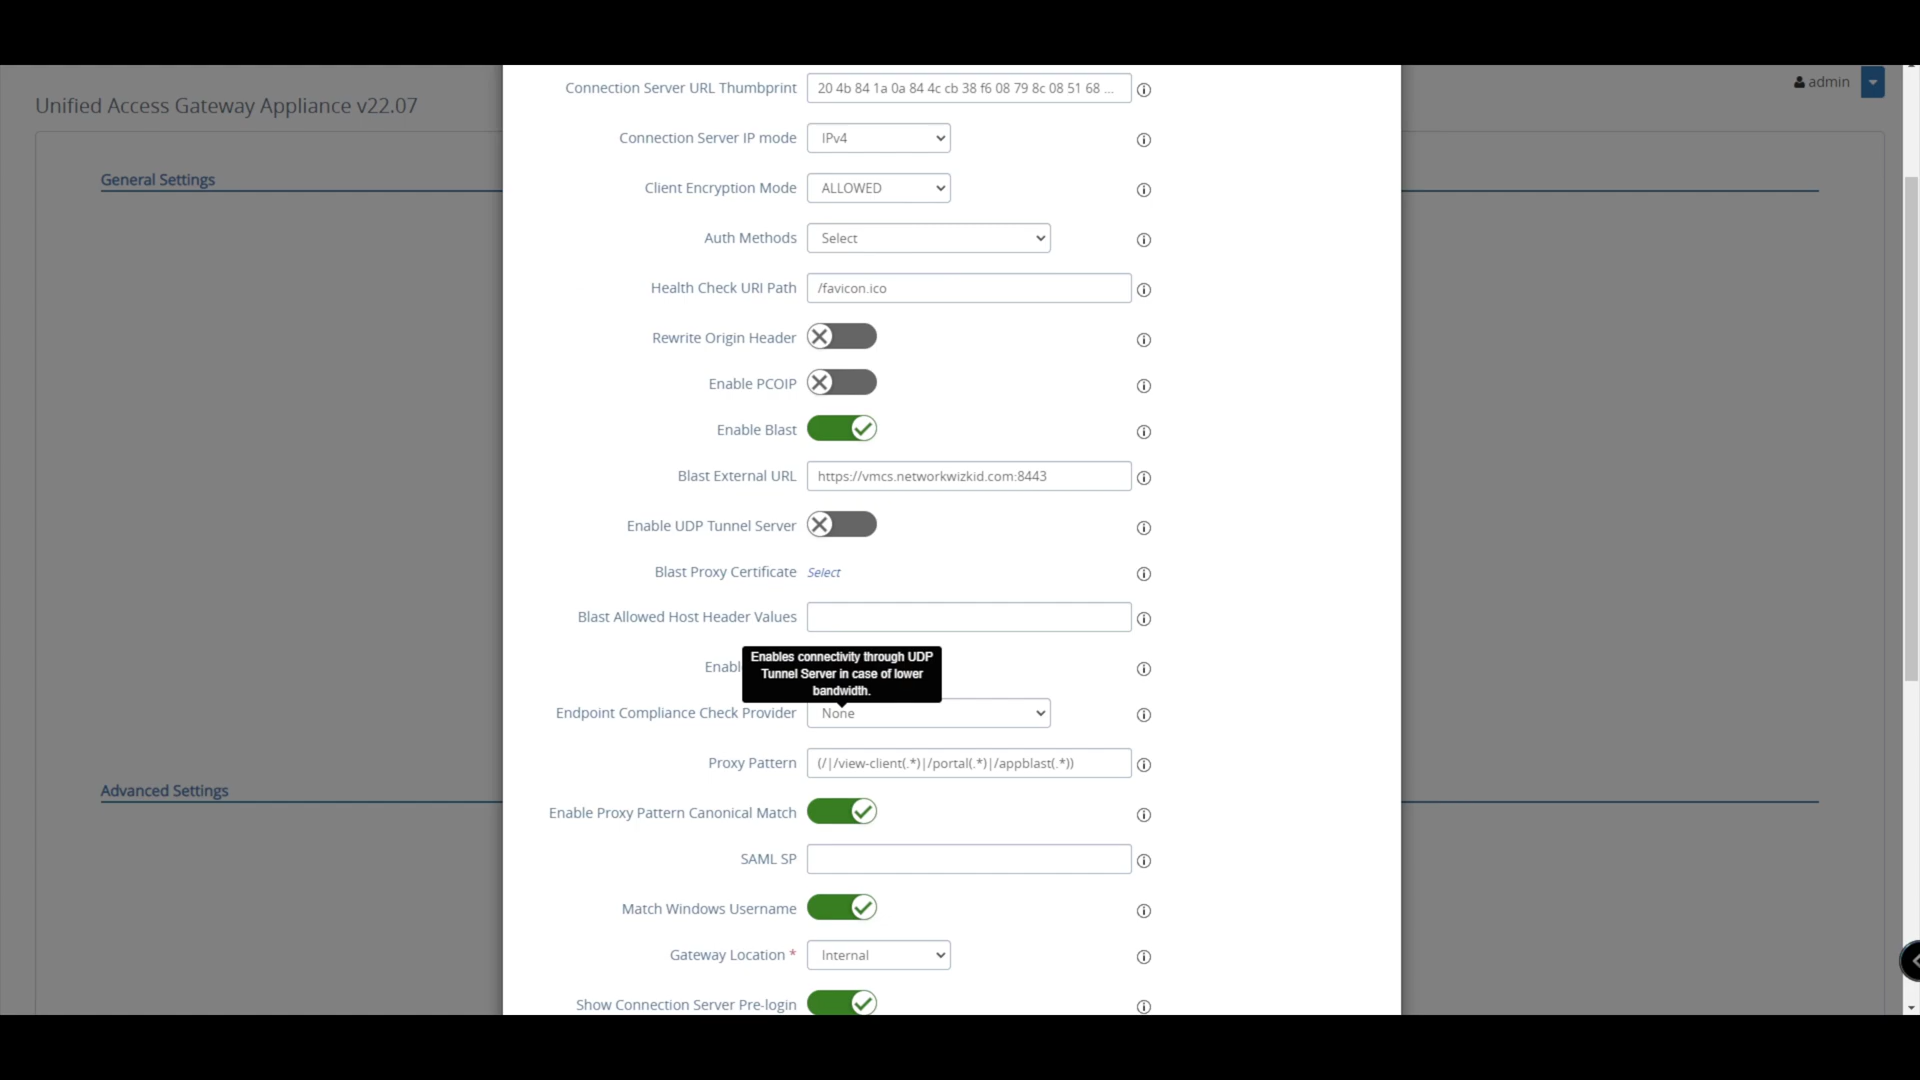 Unified Access Gateway Appliance v22.07
admin
General Settings
Advanced Settings
Connection Server URL Thumbprint 20 4b 84 1a 0a 84 4c cb 38 f6 08 79 8c 08 51 68 ...
Connection Server IP mode IPv4
Client Encryption Mode ALLOWED
Auth Methods Select
Health Check URI Path /favicon.ico
Rewrite Origin Header
Enable PCOIP
Enable Blast
Blast External URL https://vmcs.networkwizkid.com:8443
Enable UDP Tunnel Server
Blast Proxy Certificate Select
Blast Allowed Host Header Values
Enabl
Enables connectivity through UDP
Tunnel Server in case of lower
bandwidth.
Endpoint Compliance Check Provider None
Proxy Pattern (/|/view-client(.*)|/portal(.*)|/appblast(.*))
Enable Proxy Pattern Canonical Match
SAML SP
Match Windows Username
Gateway Location * Internal
Show Connection Server Pre-login